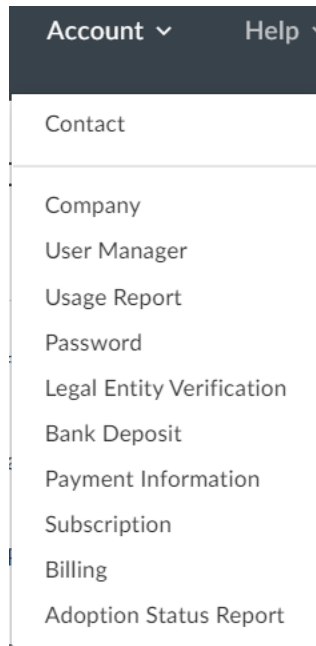 Account Help
Contact
Company
User Manager
Usage Report
Password
Legal Entity Verification
Bank Deposit
Payment Information
Subscription
Billing
Adoption Status Report